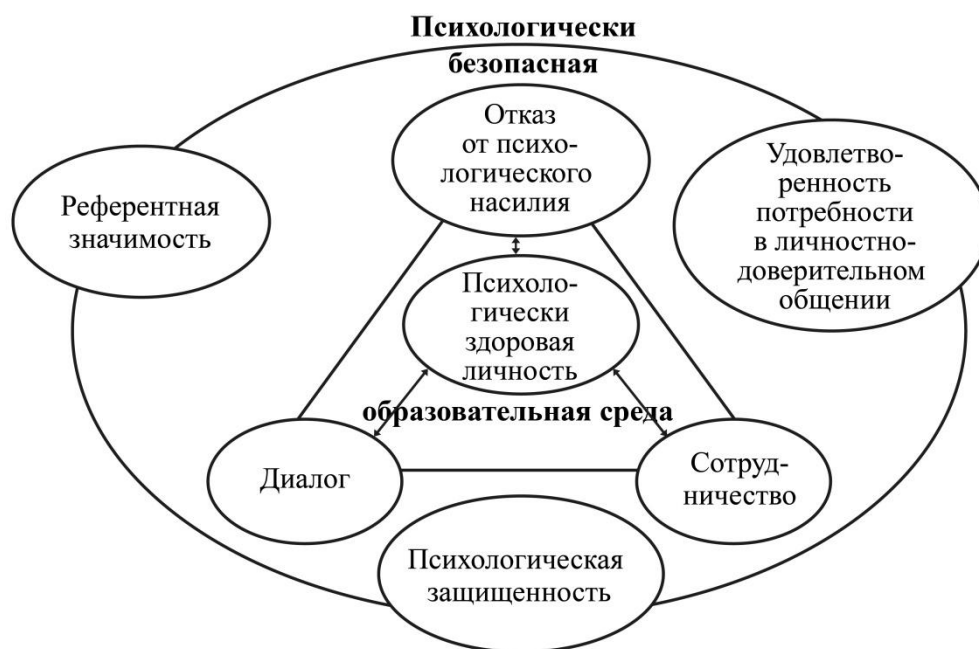 Психологически
безопасная
Отказ
от психо-
логического
насилия
Референтная
значимость
Удовлетво-
ренность
потребности
в личностно-
доверительном
общении
Психоло-
гически
здоровая
личность
образовательная среда
Диалог
Сотруд-
ничество
Психологическая
защищенность